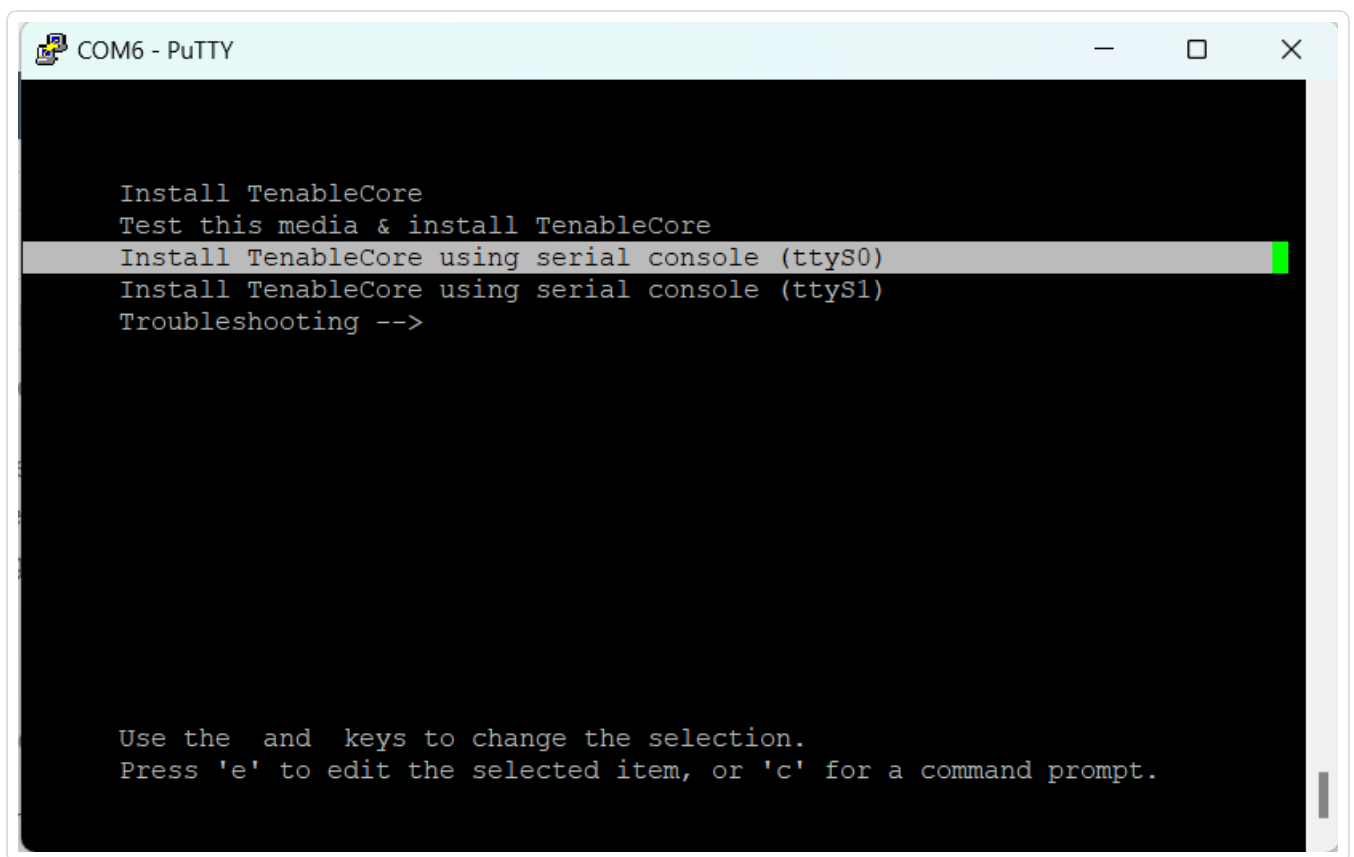 COM6 - PuTTY
Install TenableCore
Test this media & install TenableCore
Install TenableCore using serial console (ttyS0)
Install TenableCore using serial console (ttyS1)
Troubleshooting -->
Use the  and  keys to change the selection.
Press 'e' to edit the selected item, or 'c' for a command prompt.